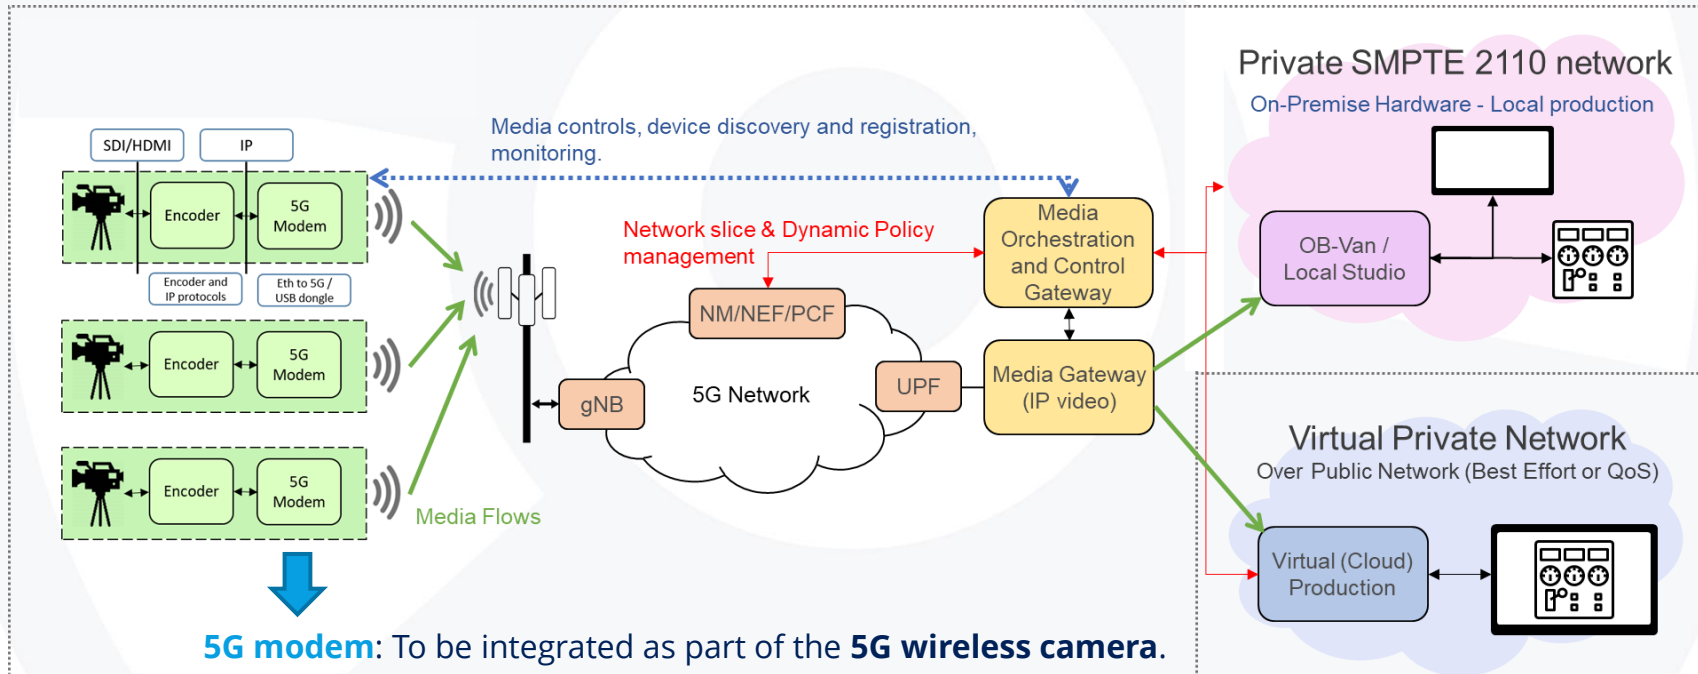 Private SMPTE 2110 network
On-Premise Hardware - Local production
Media controls, device discovery and registration,
monitoring.
SDI/HDMI
IP
Encoder
5G
Modem
Encoder and
IP protocols
Eth to 5G /
USB dongle
Network slice & Dynamic Policy
management
Media
Orchestration
and Control
Gateway
OB-Van /
Local Studio
NM/NEF/PCF
Encoder
5G
Modem
gNB
5G Network
UPF
Media Gateway
(IP video)
Virtual Private Network
Over Public Network (Best Effort or QoS)
Encoder
5G
Modem
Media Flows
Virtual (Cloud)
Production
5G modem: To be integrated as part of the 5G wireless camera.